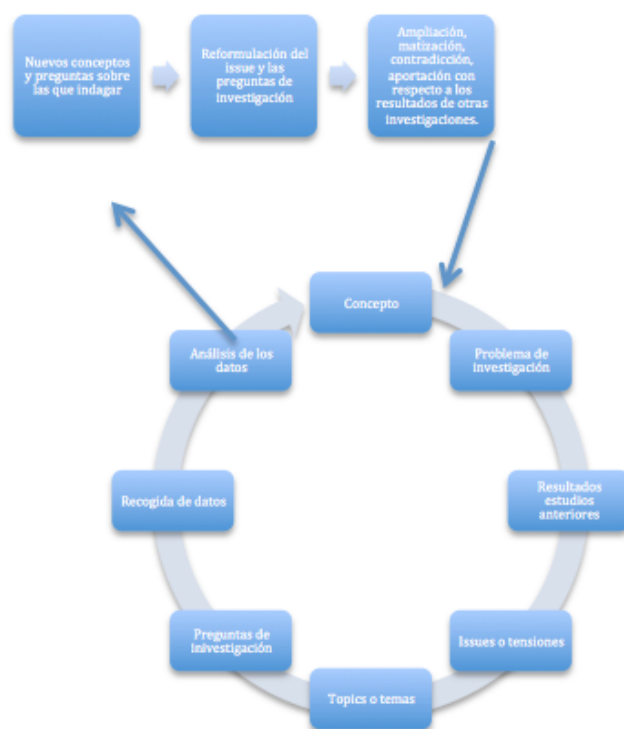 Nuevos conceptos
y preguntas sobre
las que indagar
Reformulación del
issue y las
preguntas de
investigación
Ampliación,
matización,
contradicción,
aportación con
respecto a los
resultados de otras
investigaciones.
Concepto
Problema de
investigación
Resultados
estudios
anteriores
Issues o tensiones
Topics o temas
Preguntas de
Inivestigación
Recogida de datos
Análisis de los
datos